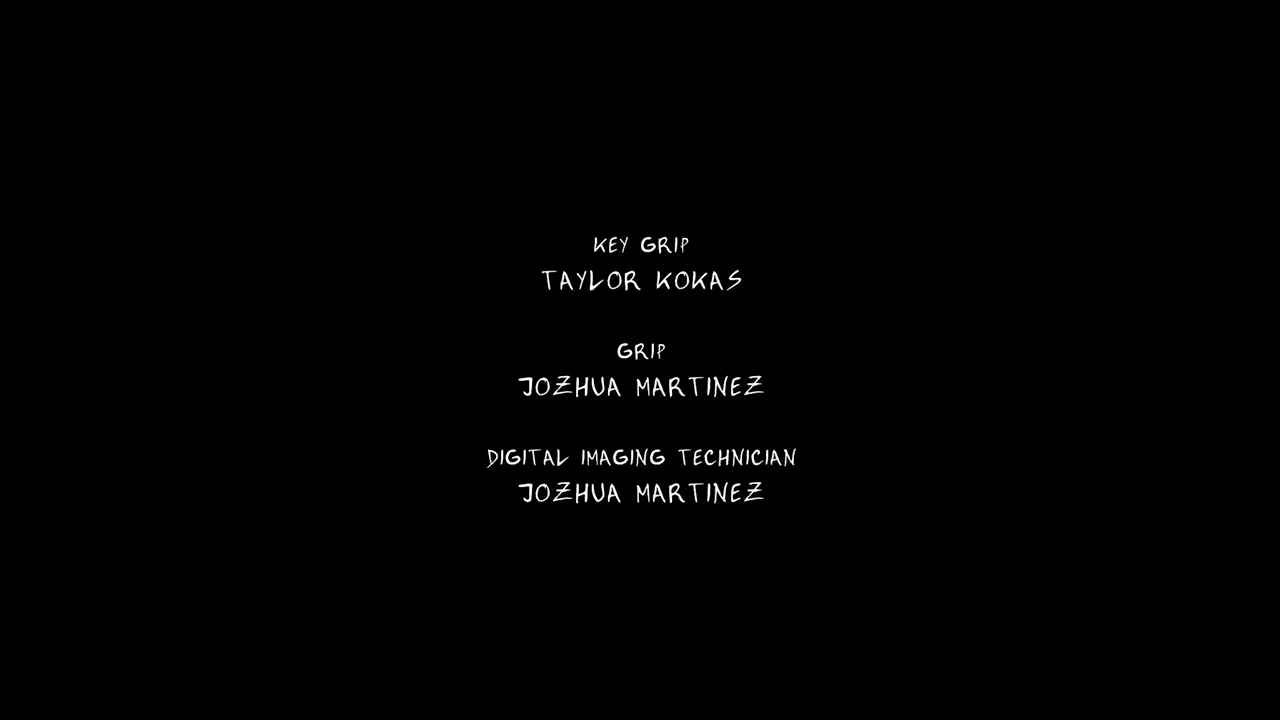 KEY GRIP
TAYLOR KOKAS
GRIP
JOZHUA MARTINEZ
DIGITAL IMAGING TECHNICIAN
JOZHUA MARTINEZ